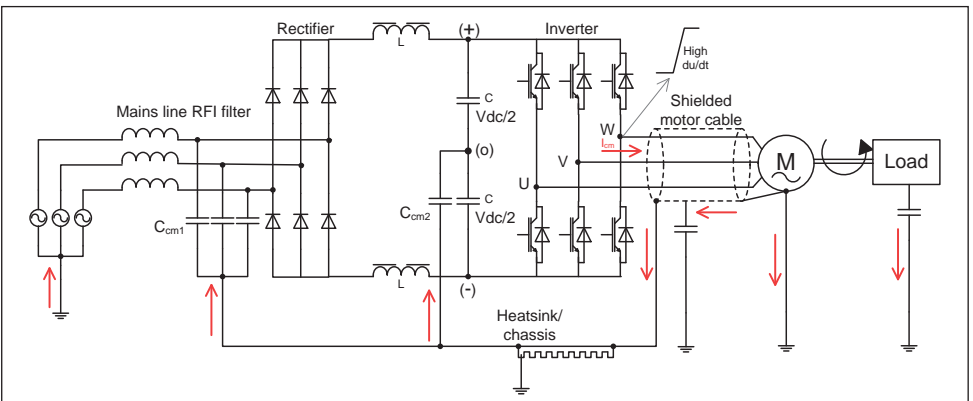 Rectifier
L
(+)
Inverter
High
du/dt
Mains line RFI filter
C
Vdc/2
Shielded
motor cable
W
Icm
(o)
V
M
Load
U
Ccm1
Ccm2
C
Vdc/2
L
(-)
Heatsink/
chassis